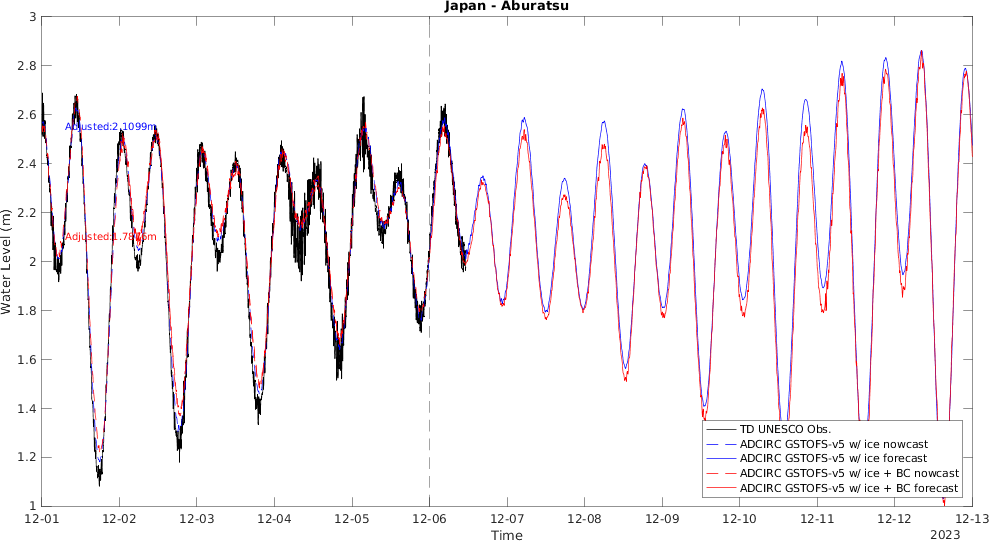 Japan - Aburatsu
3
2.8
2.6
2.4
2.2
2
1.8
1.6
1.4
1.2
1
Water Level (m)
Adjusted:2.1099m
TD UNESCO Obs.
ADCIRC GSTOFS-v5 w/ ice nowcast
ADCIRC GSTOFS-v5 w/ ice forecast
ADCIRC GSTOFS-v5 w/ ice + BC nowcast
ADCIRC GSTOFS-v5 w/ ice + BC forecast
12-01 12-02 12-03 12-04 12-05 12-06 12-07 12-08 12-09 12-10 12-11 12-12 12-13
Time
2023